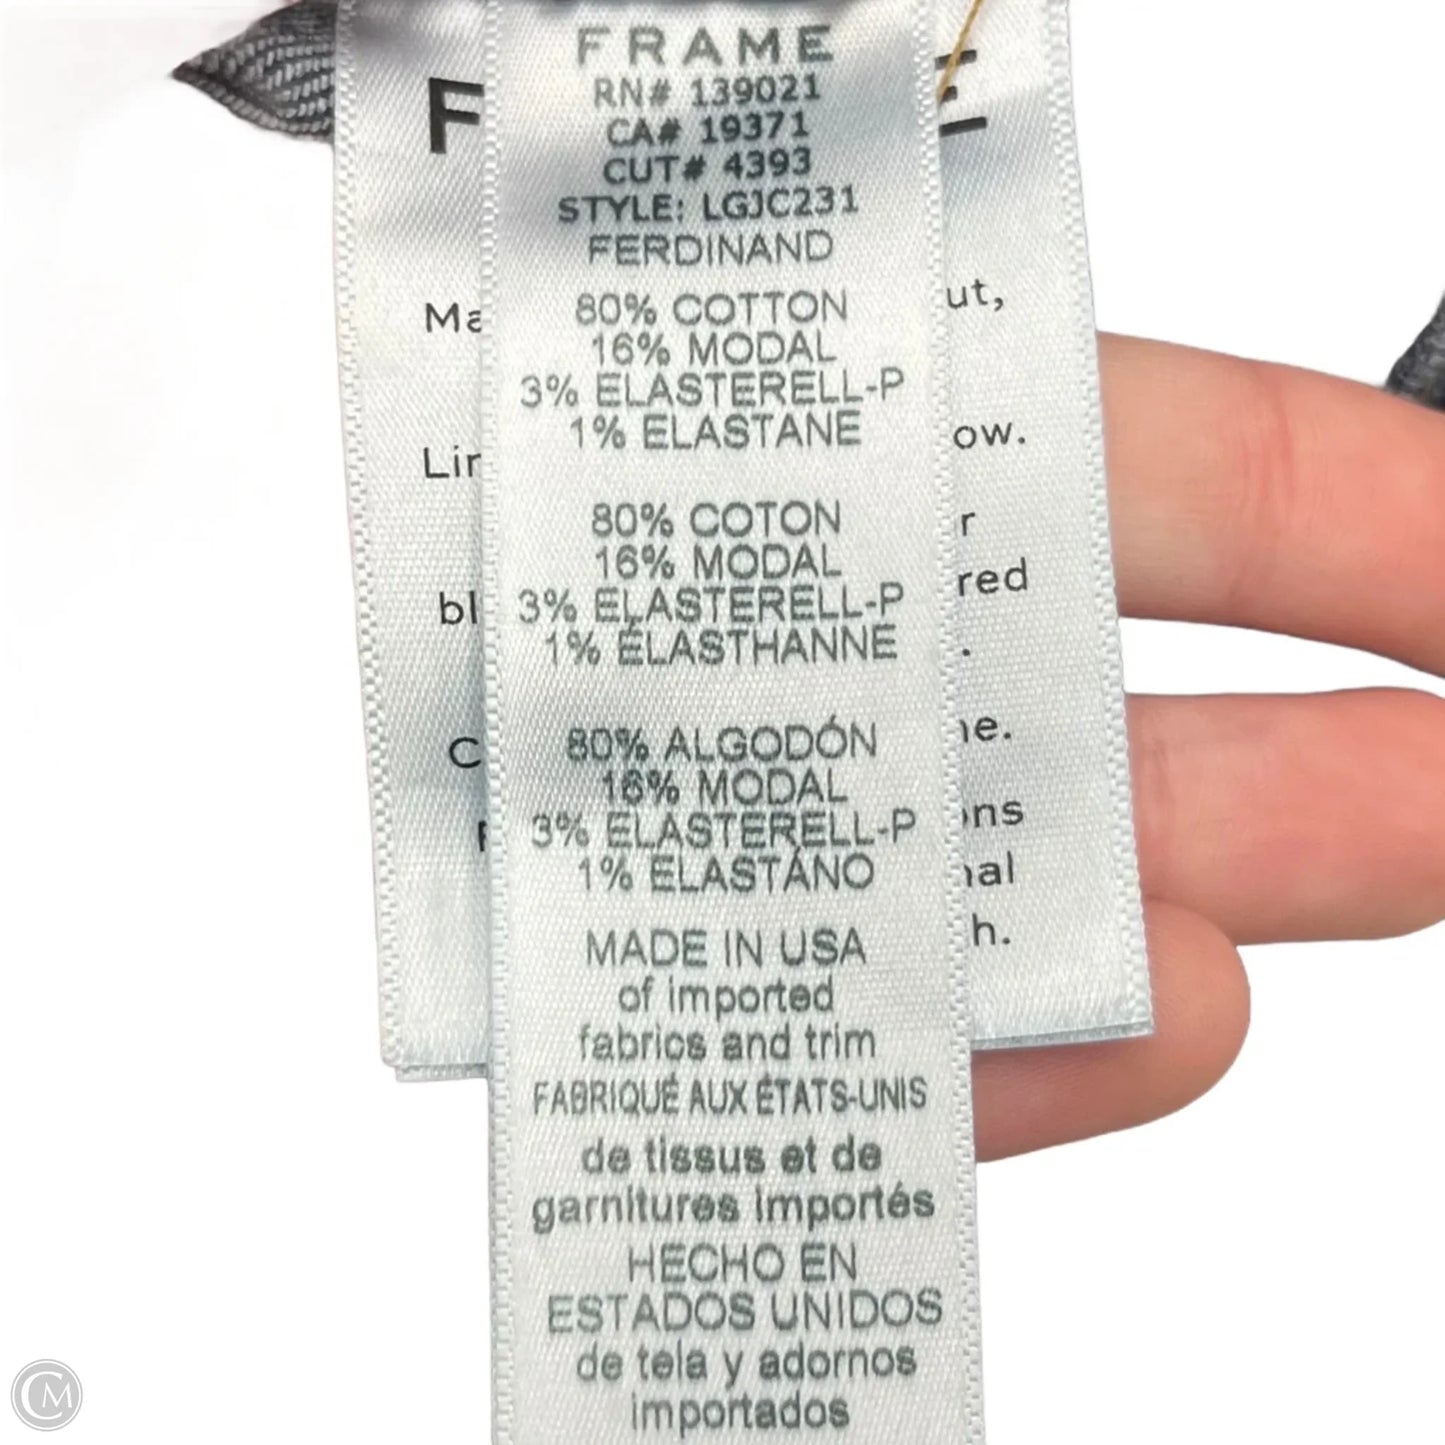 FRAME
RN# 139021
CA# 19371
CUT# 4393
STYLE: LGJC231
FERDINAND
80% COTTON
16% MODAL
3% ELASTERELL-P
1% ELASTANE
80% COTON
16% MODAL
3% ELASTERELL-P
1% ÉLASTHANNE
80% ALGODÓN
16% MODAL
3% ELASTERELL-P
1% ELASTÁNO
MADE IN USA
of imported
fabrics and trim
FABRIQUÉ AUX ÉTATS-UNIS
de tissus et de
garnitures importés
HECHO EN
ESTADOS UNIDOS
de tela y adornos
importados
CM